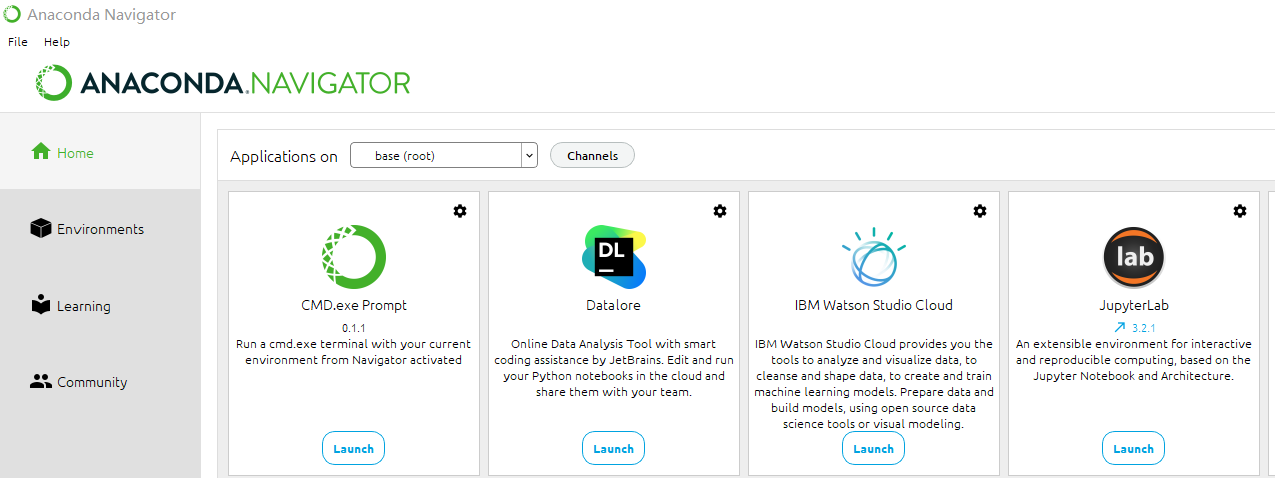 Anaconda Navigator
File Help
ANACONDA.NAVIGATOR
Home
Environments
Learning
Community
Applications on base (root) Channels
CMD.exe Prompt
0.1.1
Run a cmd.exe terminal with your current
environment from Navigator activated
Launch
DL
Datalore
Online Data Analysis Tool with smart
coding assistance by JetBrains. Edit and run
your Python notebooks in the cloud and
share them with your team.
Launch
IBM Watson Studio Cloud
IBM Watson Studio Cloud provides you the
tools to analyze and visualize data, to
cleanse and shape data, to create and train
machine learning models. Prepare data and
build models, using open source data
science tools or visual modeling.
Launch
lab
JupyterLab
3.2.1
An extensible environment for interactive
and reproducible computing, based on the
Jupyter Notebook and Architecture.
Launch